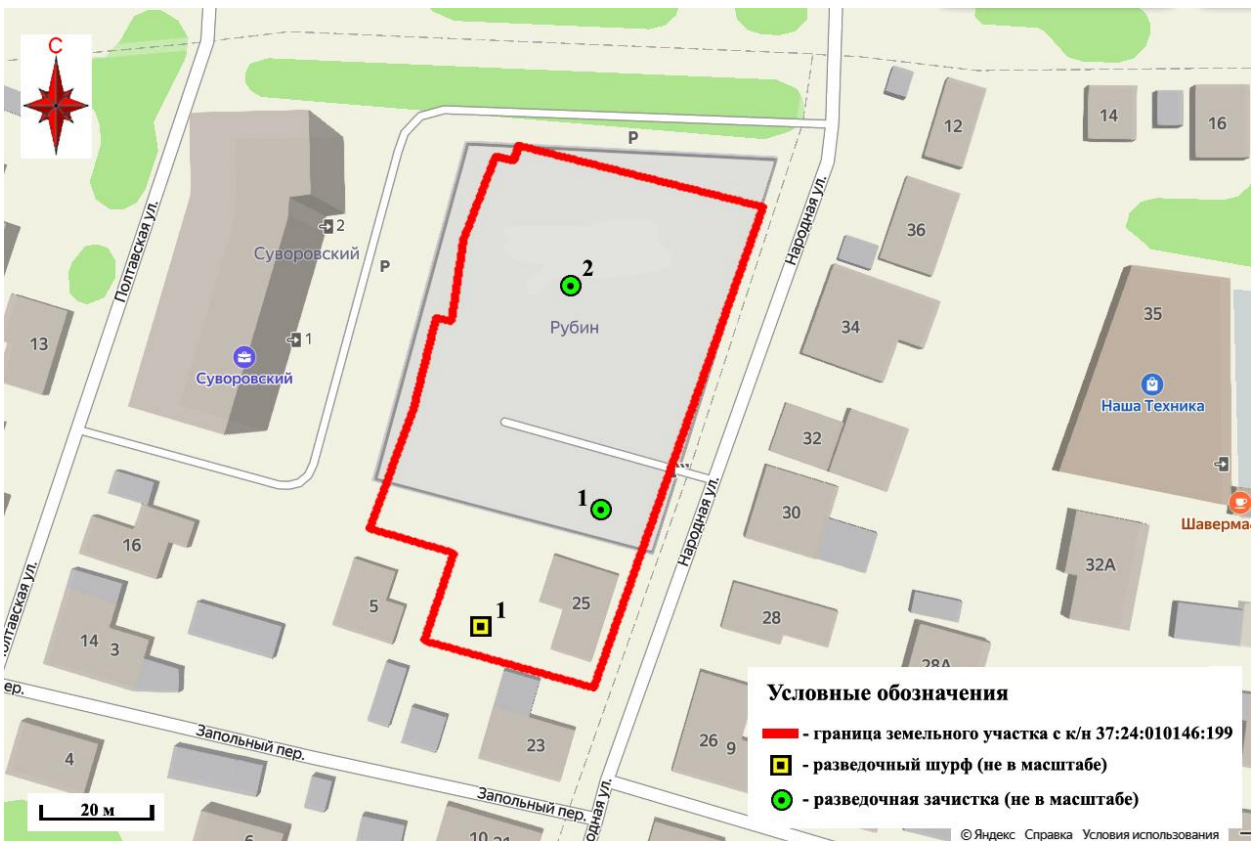 С
Полтавская ул.
13
Суворовский
2
1
Суворовский
P
P
2
Рубин
1
1
Народная ул.
Народная ул.
12
14
16
36
34
35
Наша Техника
32
30
32А
28
28А
26 9
16
14 3
5
25
23
4
Запольный пер.
Запольный пер.
пер.
20 м
Условные обозначения
- граница земельного участка с к/н 37:24:010146:199
- разведочный шурф (не в масштабе)
- разведочная зачистка (не в масштабе)
© Яндекс Справка Условия использования